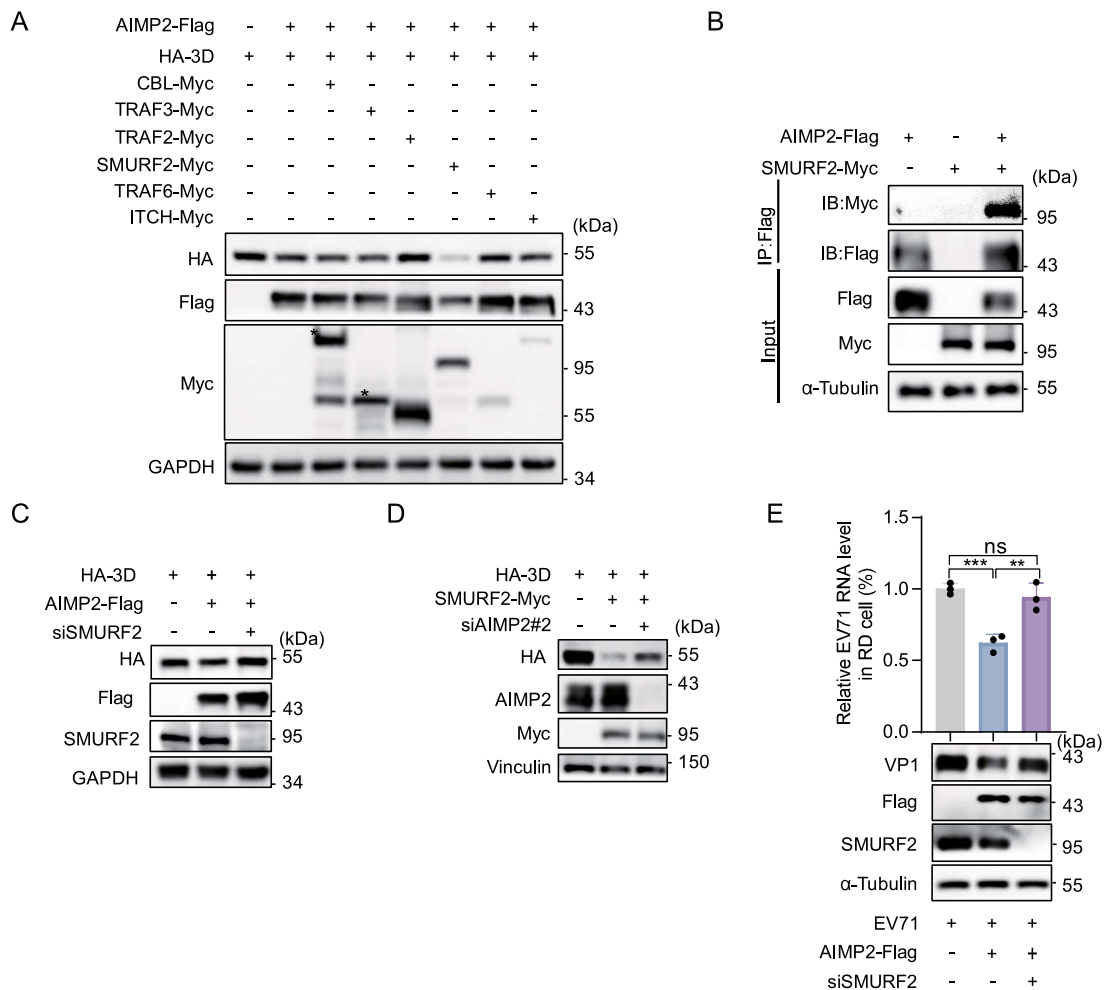 A
AIMP2-Flag - + + + + + + +
HA-3D + + + + + + + +
CBL-Myc - - + - - - - -
TRAF3-Myc - - - + - - - -
TRAF2-Myc - - - - + - - -
SMURF2-Myc - - - - - + - -
TRAF6-Myc - - - - - - + -
ITCH-Myc - - - - - - - +
(kDa)
HA 55
Flag 43
* *
Myc 95
55
GAPDH 34
B
AIMP2-Flag + - +
SMURF2-Myc - + +
(kDa)
IP:Flag
IB:Myc 95
IB:Flag 43
Input
Flag 43
Myc 95
α-Tubulin 55
C
HA-3D + + +
AIMP2-Flag - + +
siSMURF2 - - +
(kDa)
HA 55
Flag 43
SMURF2 95
GAPDH 34
D
HA-3D + + +
SMURF2-Myc - + +
siAIMP2#2 - - +
(kDa)
HA 55
AIMP2 43
Myc 95
Vinculin 150
E
Relative EV71 RNA level
in RD cell (%)
ns
*** **
1.0
0.5
0.0
(kDa)
VP1 43
Flag 43
SMURF2 95
α-Tubulin 55
EV71 + + +
AIMP2-Flag - + +
siSMURF2 - - +